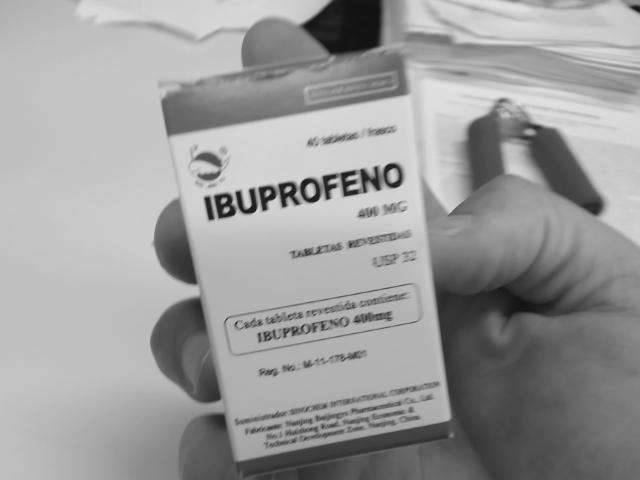 40 tabletas / frasco
IBUPROFENO
400 MG
TABLETAS REVESTIDAS
USP 32
Cada tableta revestida contiene:
IBUPROFENO 400mg
Reg. No.: M-11-178-M01
Suministrador: SINOCHEM INTERNATIONAL CORPORATION
Fabricante: Nanjing Baijingyu Pharmaceutical Co., Ltd.
No.1 Huizhong Road, Nanjing Economic &
Technical Development Zone, Nanjing, China.